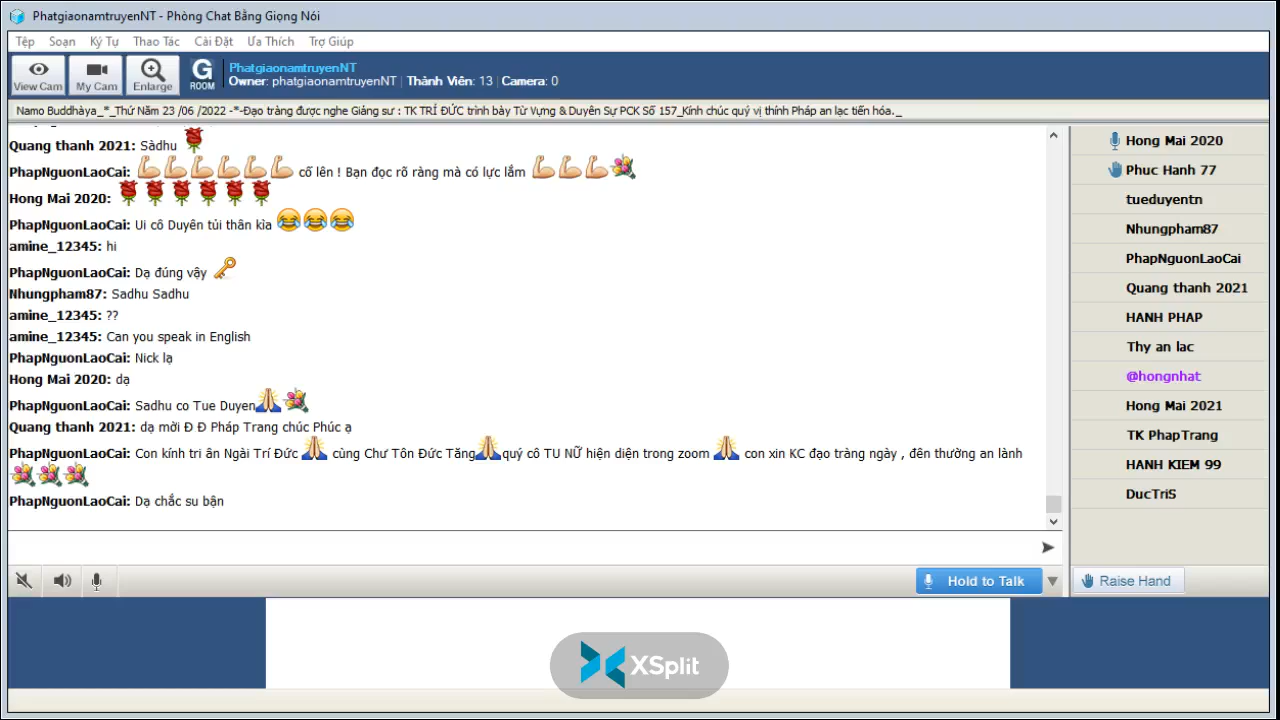 PhatgiaonamtruyenNT - Phòng Chat Bằng Giọng Nói
Tệp Soạn Ký Tự Thao Tác Cài Đặt Ưa Thích Trợ Giúp
View Cam My Cam Enlarge G ROOM
PhatgiaonamtruyenNT
Owner: phatgiaonamtruyenNT | Thành Viên: 13 | Camera: 0
Namo Buddhàya_*_Thứ Năm 23 /06 /2022 -*-Đạo tràng được nghe Giảng sư : TK TRÍ ĐỨC trình bày Từ Vựng & Duyên Sự PCK Số 157_Kính chúc quý vị thính Pháp an lạc tiến hóa._
Quang thanh 2021: Sàdhu
PhapNguonLaoCai: cố lên ! Bạn đọc rõ ràng mà có lực lắm
Hong Mai 2020:
PhapNguonLaoCai: Ui cô Duyên tủi thân kìa
amine_12345: hi
PhapNguonLaoCai: Dạ đúng vậy
Nhungpham87: Sadhu Sadhu
amine_12345: ??
amine_12345: Can you speak in English
PhapNguonLaoCai: Nick lạ
Hong Mai 2020: dạ
PhapNguonLaoCai: Sadhu co Tue Duyen
Quang thanh 2021: dạ mời Đ Đ Pháp Trang chúc Phúc ạ
PhapNguonLaoCai: Con kính tri ân Ngài Trí Đức cùng Chư Tôn Đức Tăng quý cô TU NỮ hiện diện trong zoom con xin KC đạo tràng ngày , đên thường an lành
PhapNguonLaoCai: Dạ chắc su bận
Hong Mai 2020
Phuc Hanh 77
tueduyentn
Nhungpham87
PhapNguonLaoCai
Quang thanh 2021
HANH PHAP
Thy an lac
@hongnhat
Hong Mai 2021
TK PhapTrang
HANH KIEM 99
DucTriS
Hold to Talk
Raise Hand
XSplit